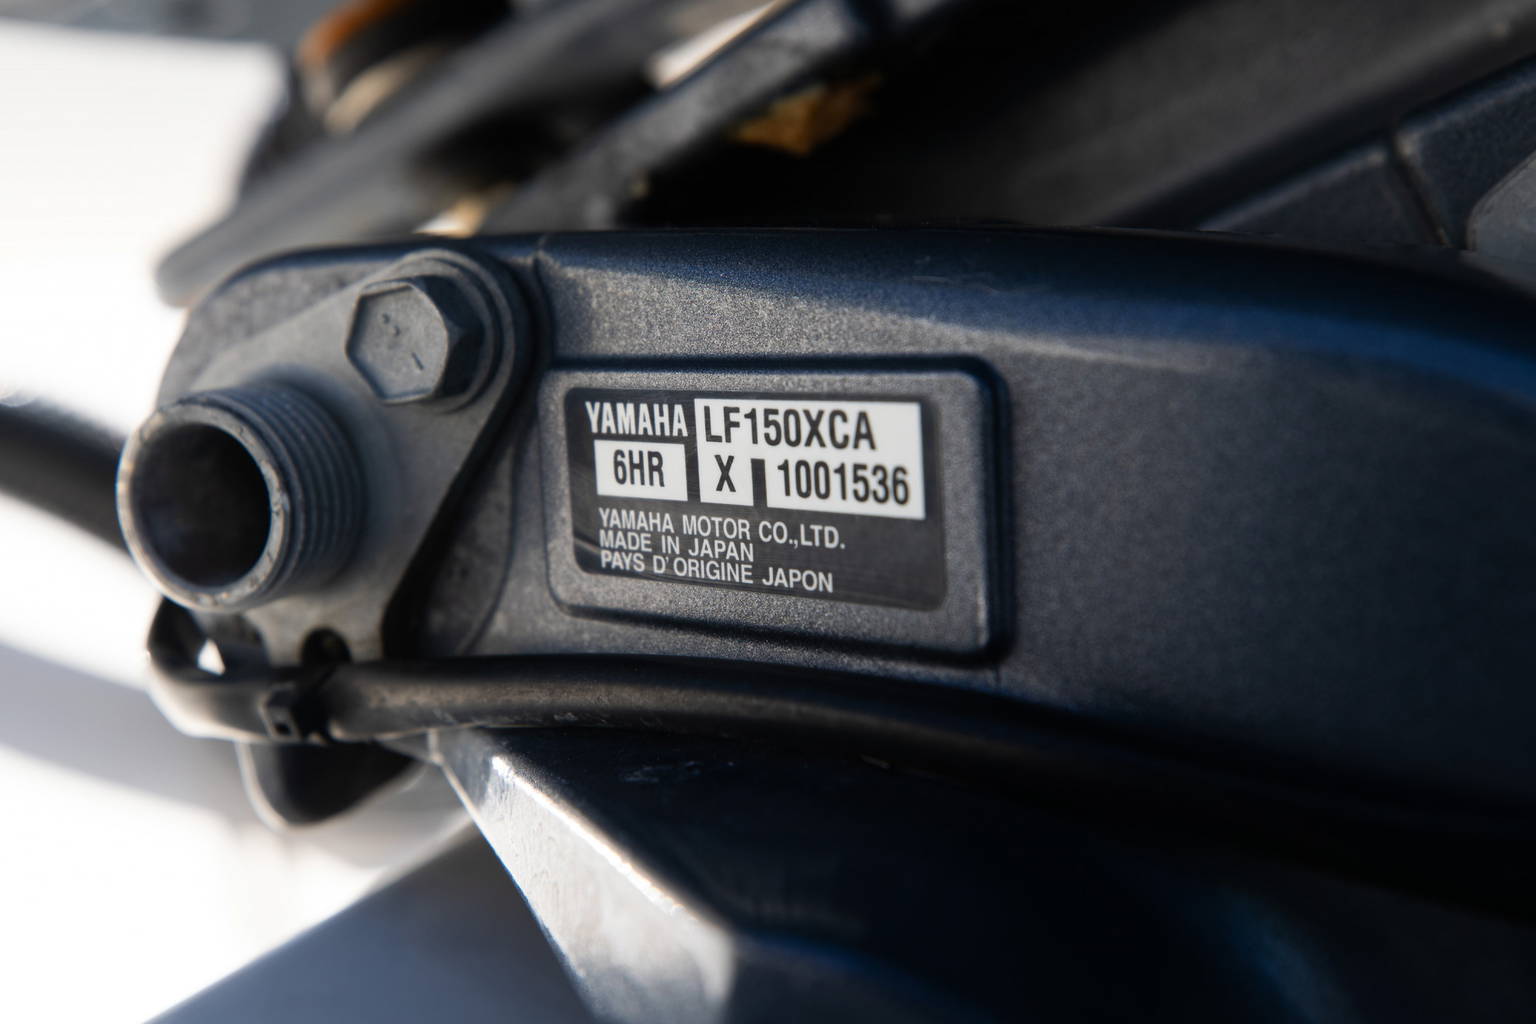 YAMAHA LF150XCA
6HR X 1001536
YAMAHA MOTOR CO.,LTD.
MADE IN JAPAN
PAYS D'ORIGINE JAPON